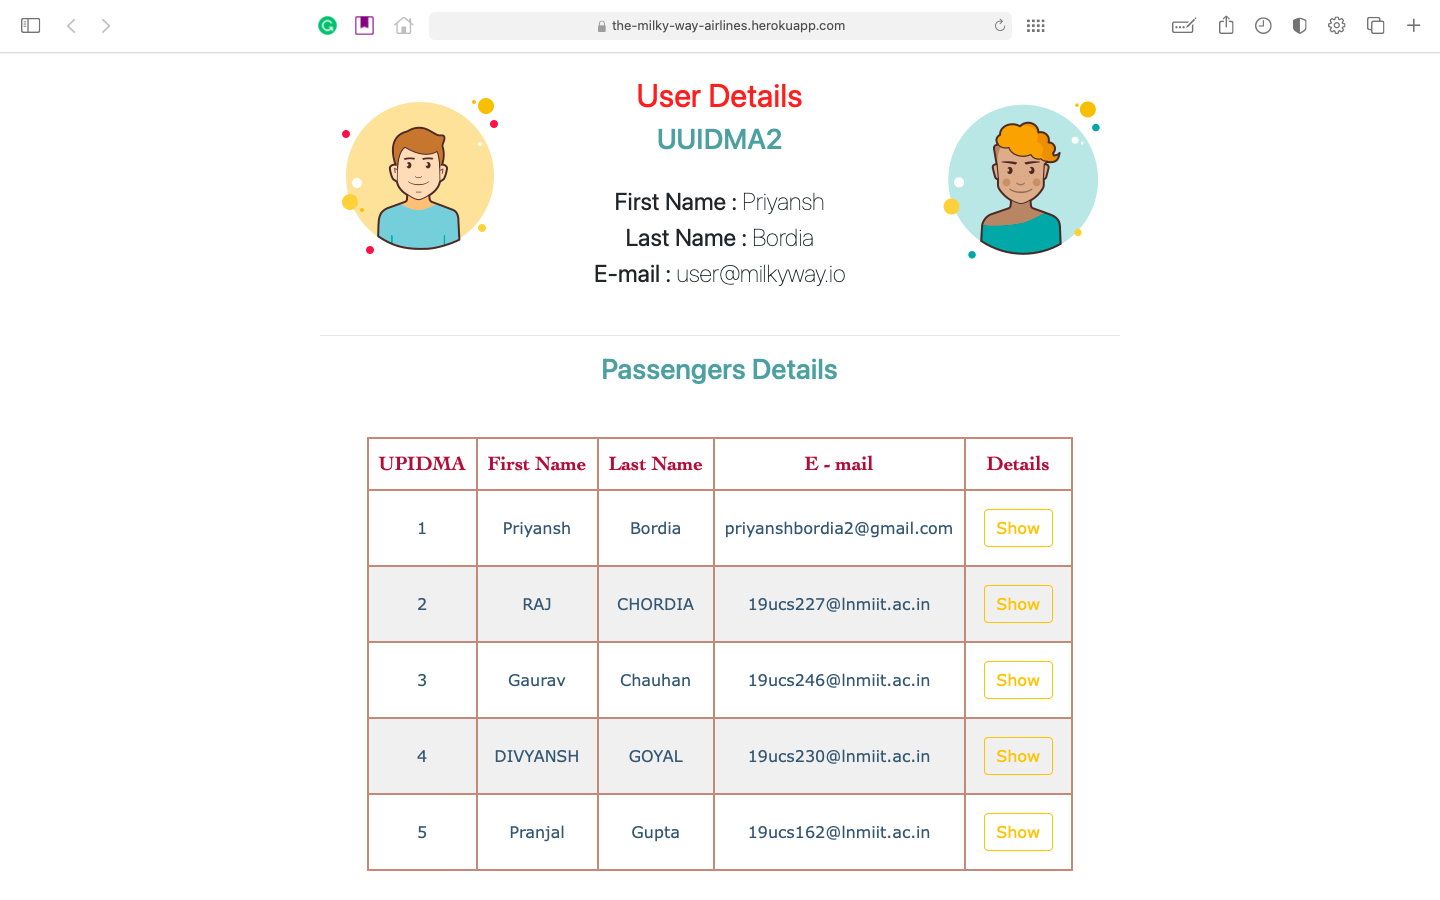 the-milky-way-airlines.herokuapp.com
User Details
UUIDMA2
First Name : Priyansh
Last Name : Bordia
E-mail : user@milkyway.io
Passengers Details
UPIDMA First Name Last Name E - mail Details
1 Priyansh Bordia priyanshbordia2@gmail.com Show
2 RAJ CHORDIA 19ucs227@lnmiit.ac.in Show
3 Gaurav Chauhan 19ucs246@lnmiit.ac.in Show
4 DIVYANSH GOYAL 19ucs230@lnmiit.ac.in Show
5 Pranjal Gupta 19ucs162@lnmiit.ac.in Show